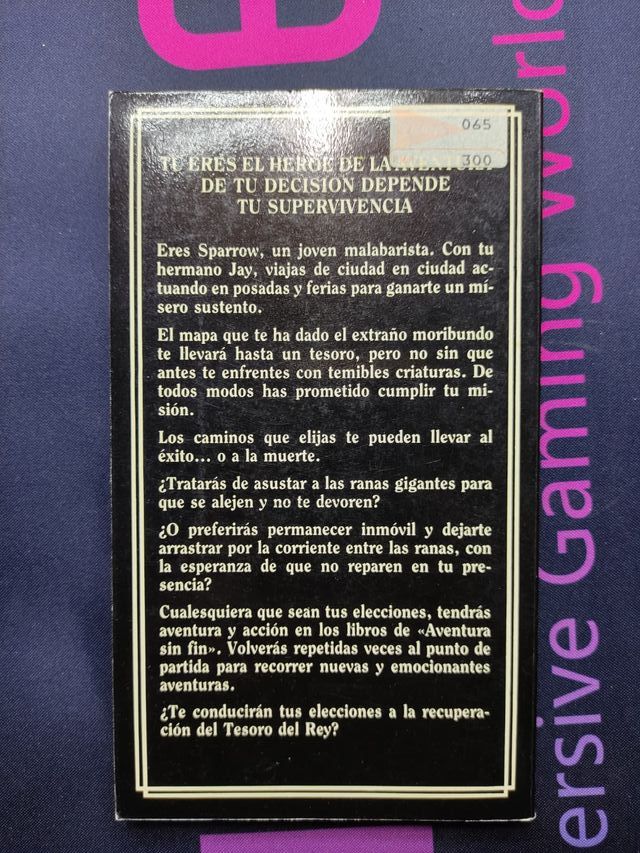 065
300
TU ERES EL HEROE DE LA AVENTURA
DE TU DECISION DEPENDE
TU SUPERVIVENCIA
Eres Sparrow, un joven malabarista. Con tu
hermano Jay, viajas de ciudad en ciudad ac-
tuando en posadas y ferias para ganarte un mí-
sero sustento.
El mapa que te ha dado el extraño moribundo
te llevará hasta un tesoro, pero no sin que
antes te enfrentes con temibles criaturas. De
todos modos has prometido cumplir tu mi-
sión.
Los caminos que elijas te pueden llevar al
éxito... o a la muerte.
¿Tratarás de asustar a las ranas gigantes para
que se alejen y no te devoren?
¿O preferirás permanecer inmóvil y dejarte
arrastrar por la corriente entre las ranas, con
la esperanza de que no reparen en tu pre-
sencia?
Cualesquiera que sean tus elecciones, tendrás
aventura y acción en los libros de «Aventura
sin fin». Volverás repetidas veces al punto de
partida para recorrer nuevas y emocionantes
aventuras.
¿Te conducirán tus elecciones a la recupera-
ción del Tesoro del Rey?
ersive Gaming World